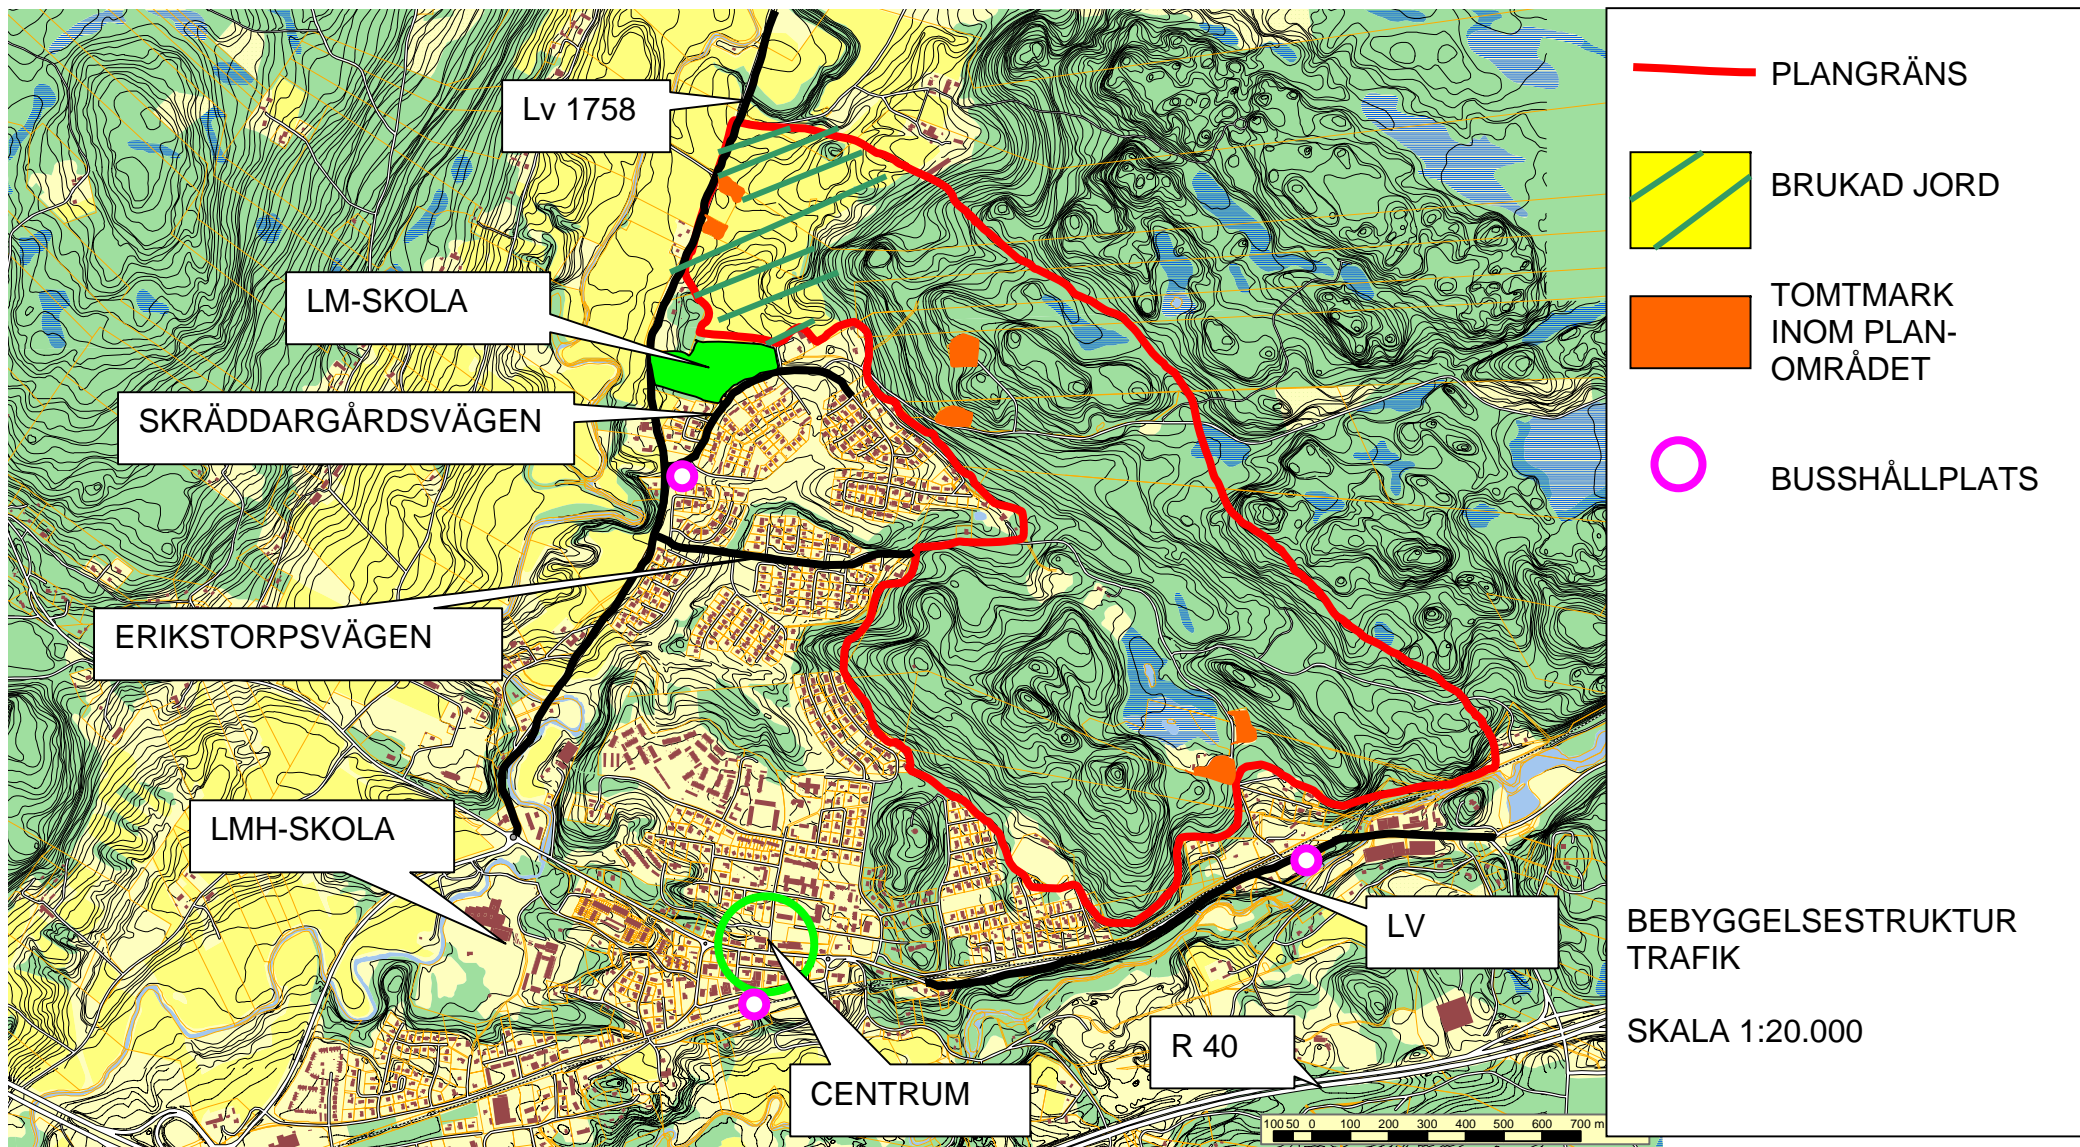 Lv 1758
LM-SKOLA
SKRÄDDARGÅRDSVÄGEN
ERIKSTORPSVÄGEN
LMH-SKOLA
CENTRUM
R 40
LV
100 50 0 100 200 300 400 500 600 700 m
PLANGRÄNS
BRUKAD JORD
TOMTMARK
INOM PLAN-
OMRÅDET
BUSSHÅLLPLATS
BEBYGGELSESTRUKTUR
TRAFIK
SKALA 1:20.000